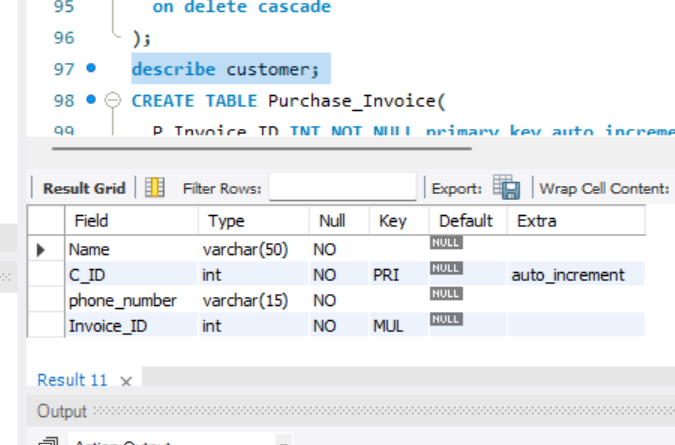 95 on delete cascade
96 );
97 describe customer;
98 CREATE TABLE Purchase_Invoice(
99 P_Invoice_ID INT NOT NULL primary key auto_increme
Result Grid Filter Rows: Export: Wrap Cell Content:
Field Type Null Key Default Extra
Name varchar(50) NO NULL
C_ID int NO PRI NULL auto_increment
phone_number varchar(15) NO NULL
Invoice_ID int NO MUL NULL
Result 11 ×
Output
Action Output